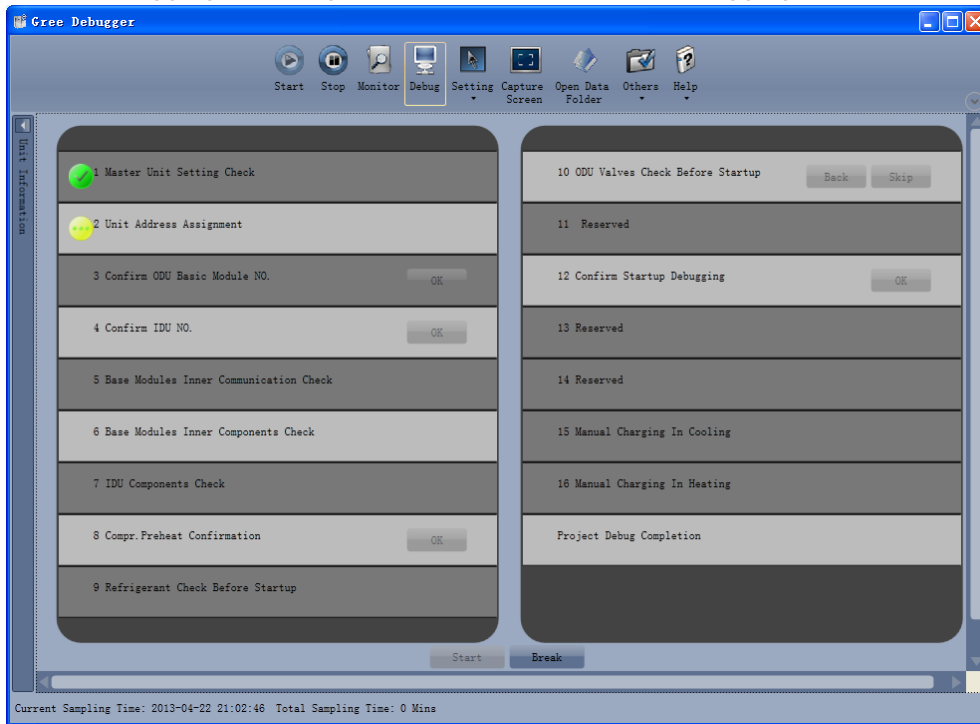 Gree Debugger
Start Stop Monitor Debug Setting Capture Screen Open Data Folder Others Help
Unit Information
1 Master Unit Setting Check
2 Unit Address Assignment
3 Confirm ODU Basic Module NO. OK
4 Confirm IDU NO. OK
5 Base Modules Inner Communication Check
6 Base Modules Inner Components Check
7 IDU Components Check
8 Compr.Preheat Confirmation OK
9 Refrigerant Check Before Startup
10 ODU Valves Check Before Startup Back Skip
11 Reserved
12 Confirm Startup Debugging OK
13 Reserved
14 Reserved
15 Manual Charging In Cooling
16 Manual Charging In Heating
Project Debug Completion
Start Break
Current Sampling Time: 2013-04-22 21:02:46 Total Sampling Time: 0 Mins